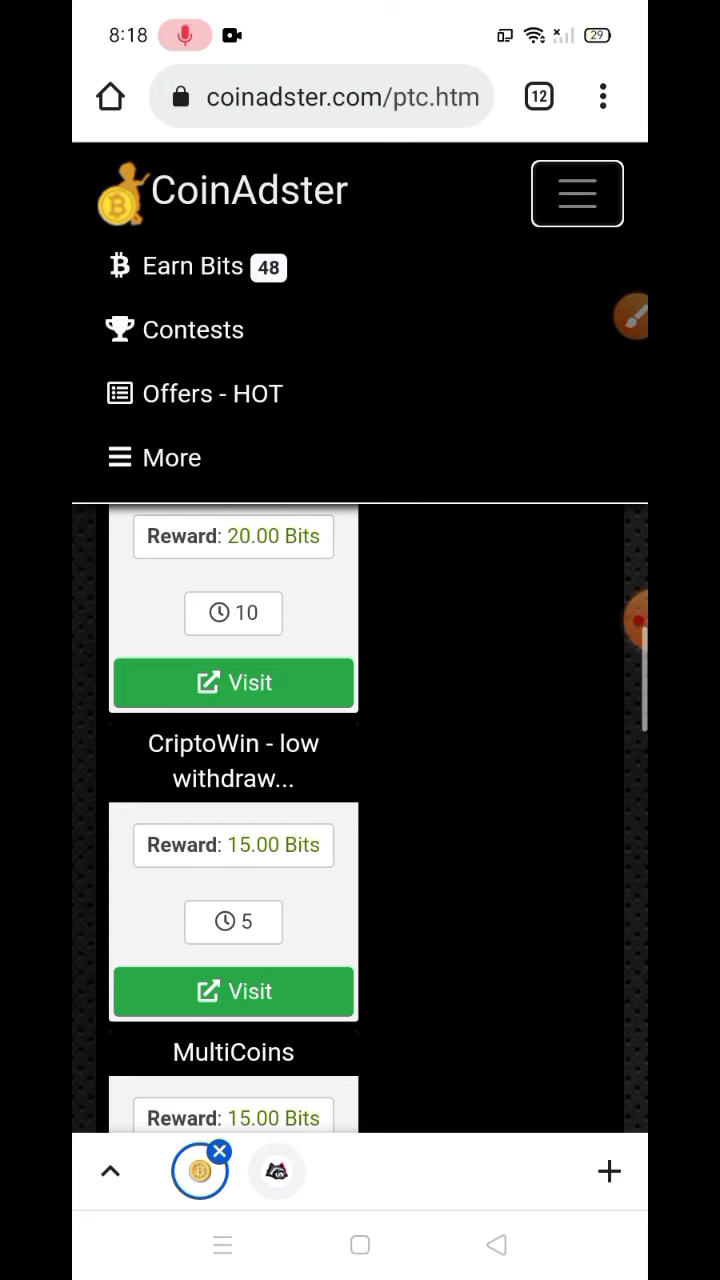 8:18
29
coinadster.com/ptc.htm
12
CoinAdster
Earn Bits 48
Contests
Offers - HOT
More
Reward: 20.00 Bits
10
Visit
CriptoWin - low
withdraw...
Reward: 15.00 Bits
5
Visit
MultiCoins
Reward: 15.00 Bits